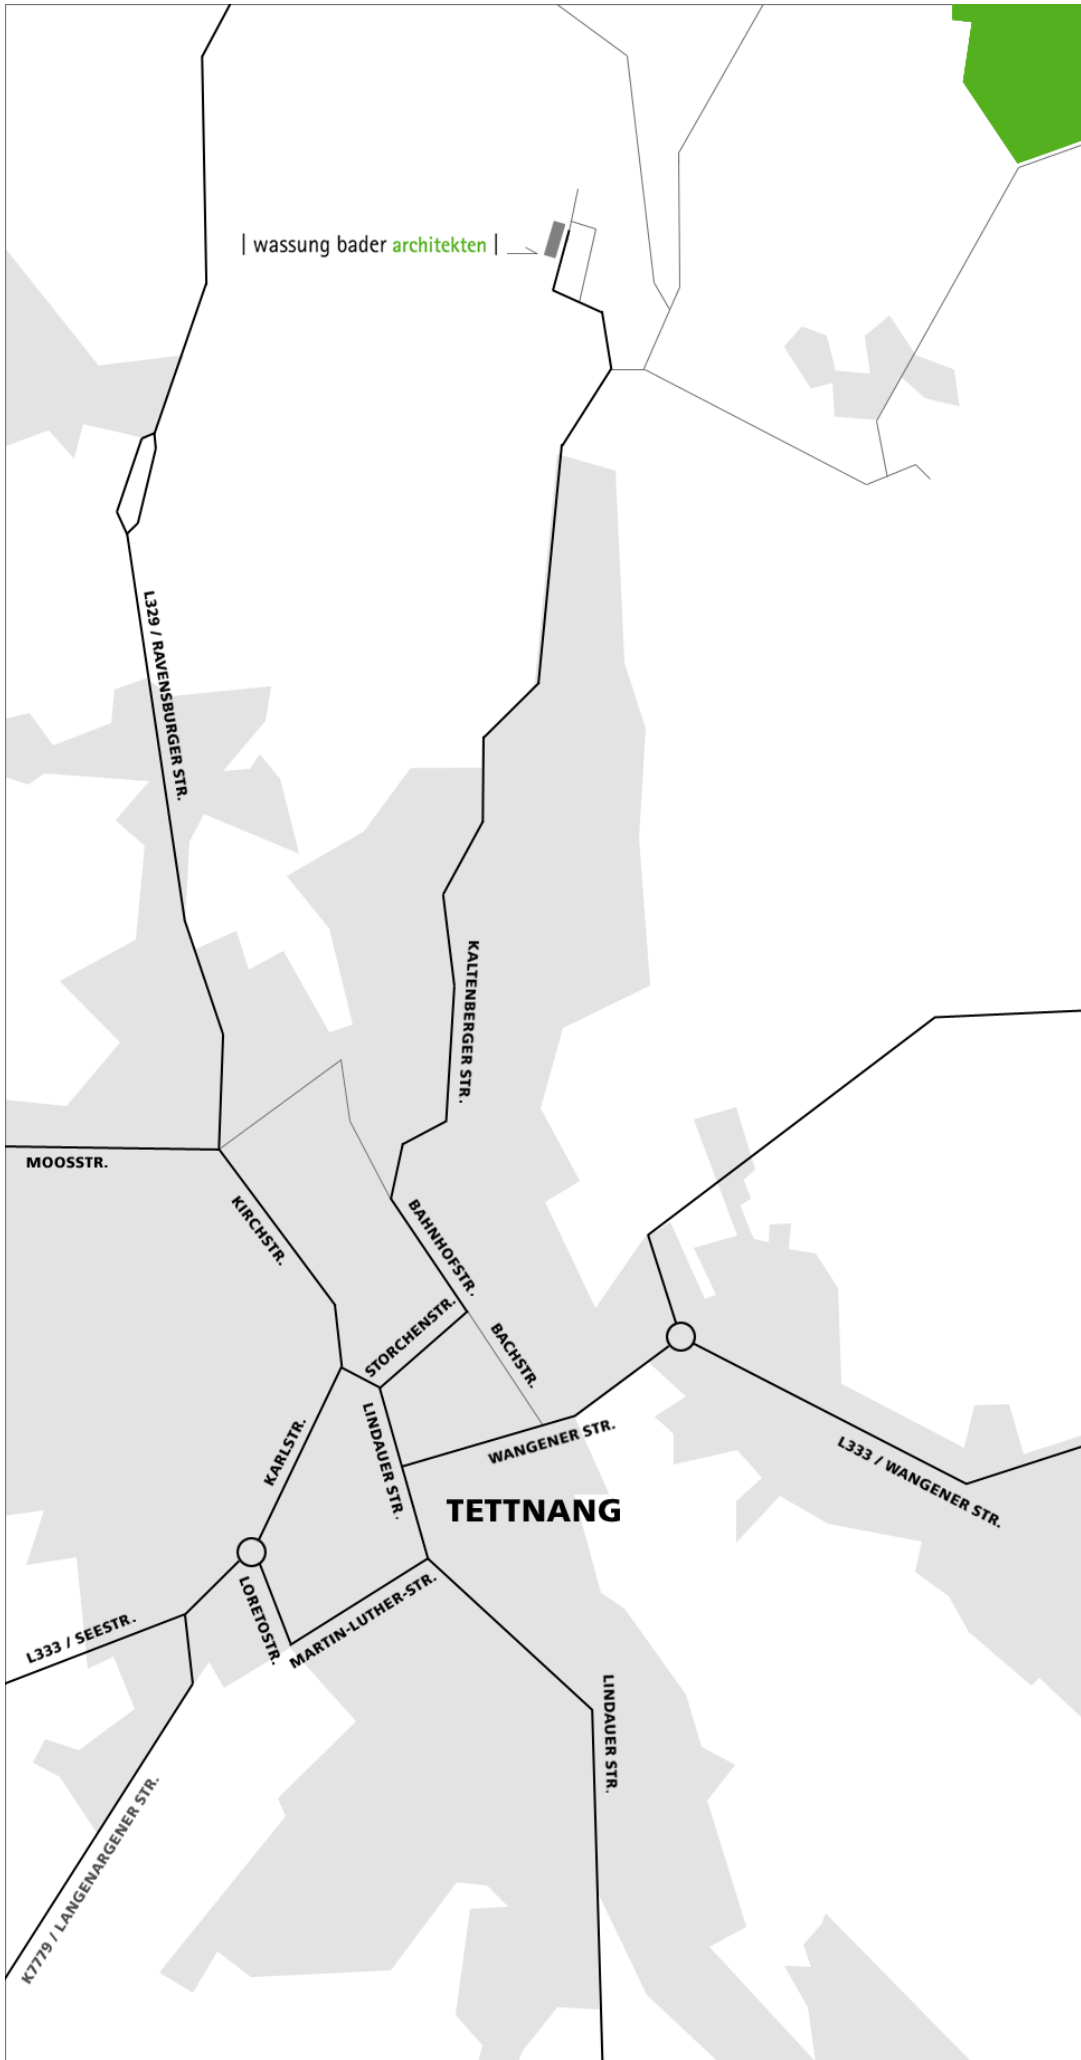 | wassung bader architekten |
L329 / RAVENSBURGER STR.
KALTENBERGER STR.
MOOSSTR.
KIRCHSTR.
BAHNHOFSTR.
STORCHENSTR.
BACHSTR.
LINDAUER STR.
KARLSTR.
WANGENER STR.
L333 / WANGENER STR.
TETTNANG
LORETOSTR.
MARTIN-LUTHER-STR.
L333 / SEESTR.
LINDAUER STR.
K7779 / LANGENARGENER STR.